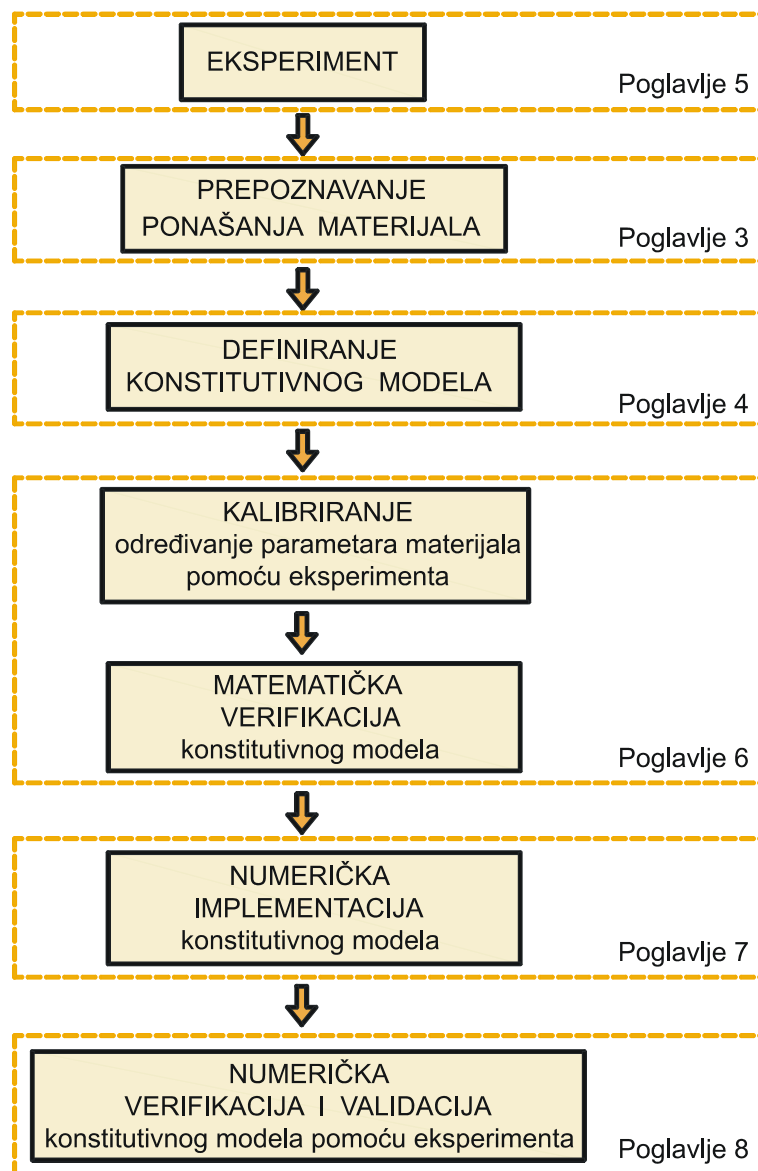 EKSPERIMENT
Poglavlje 5
PREPOZNAVANJE
PONAŠANJA MATERIJALA
Poglavlje 3
DEFINIRANJE
KONSTITUTIVNOG MODELA
Poglavlje 4
KALIBRIRANJE
određivanje parametara materijala
pomoću eksperimenta
MATEMATIČKA
VERIFIKACIJA
konstitutivnog modela
Poglavlje 6
NUMERIČKA
IMPLEMENTACIJA
konstitutivnog modela
Poglavlje 7
NUMERIČKA
VERIFIKACIJA I VALIDACIJA
konstitutivnog modela pomoću eksperimenta
Poglavlje 8